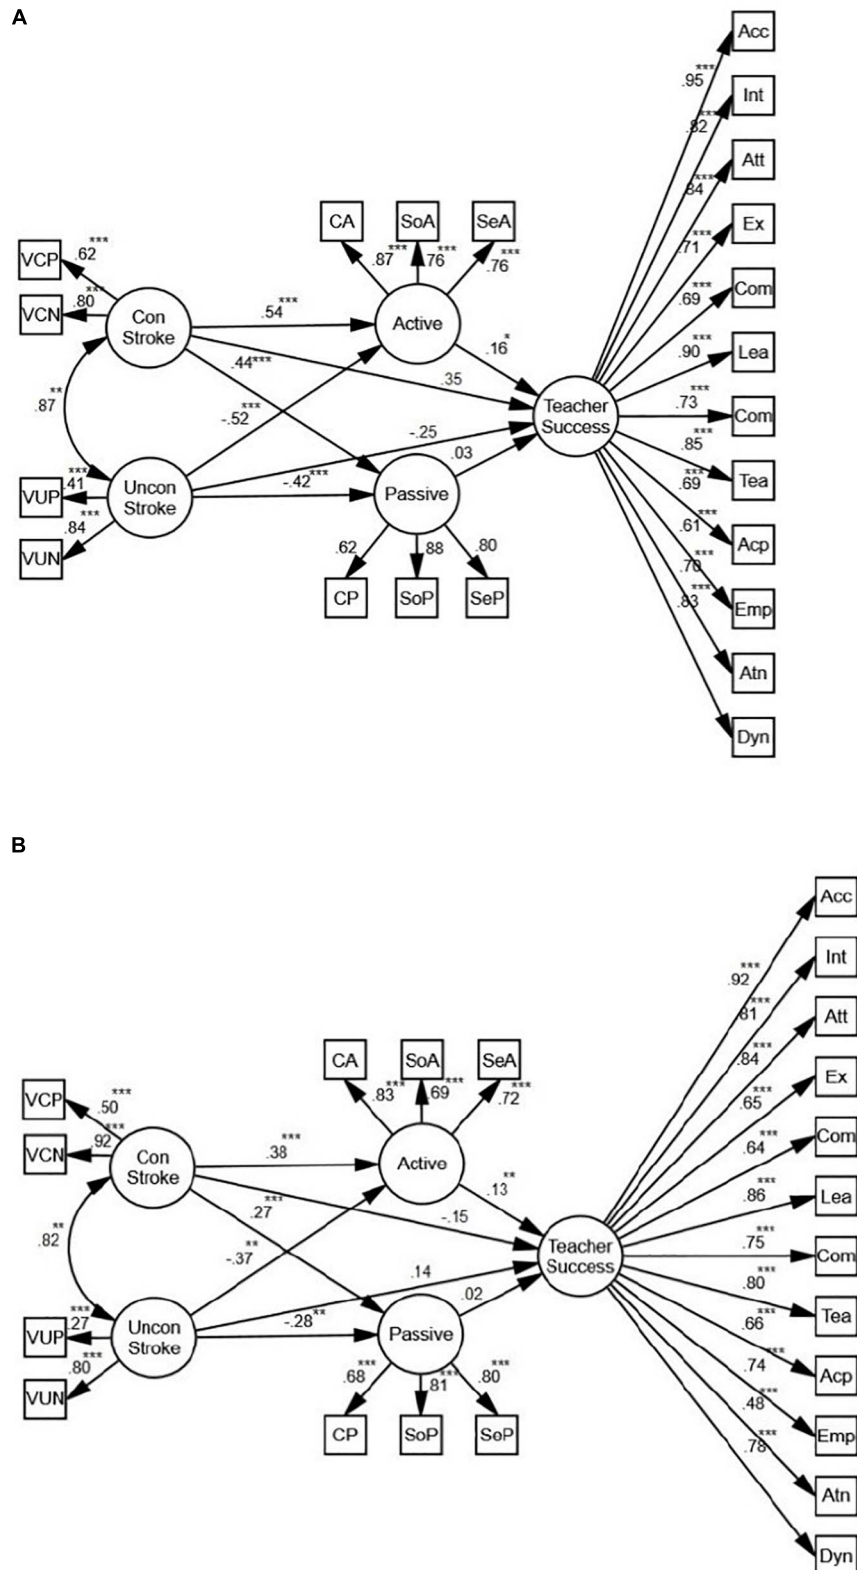 A
Acc
.95***
Int
.82***
Att
.84***
Ex
.71***
CA
SoA
SeA
VCP
.62***
.87***
.76***
.76***
Com
.69***
VCN
.80***
Con
Stroke
.54***
Active
Lea
.90***
.16*
.44***
.35
Teacher
Success
Com
.73***
.87**
-.52***
-.25
.03
.85***
Tea
.69***
VUP
.41***
Uncon
Stroke
-.42***
Passive
.61***
Acp
VUN
.84***
.62
.88
.80
.70***
Emp
CP
SoP
SeP
.83***
Atn
Dyn
B
Acc
.92***
Int
.81***
Att
.84***
CA
SoA
SeA
Ex
.65***
VCP
.50***
.83***
.69***
.72***
Com
.64***
VCN
.92***
Con
Stroke
.38***
Active
Lea
.86***
.13**
.27***
-.15
Teacher
Success
Com
.75***
.82**
-.37**
.14
.02
.80***
Tea
.66***
VUP
.27***
Uncon
Stroke
-.28**
Passive
.74***
Acp
VUN
.80***
.68***
.81***
.80***
.48***
Emp
CP
SoP
SeP
.78***
Atn
Dyn